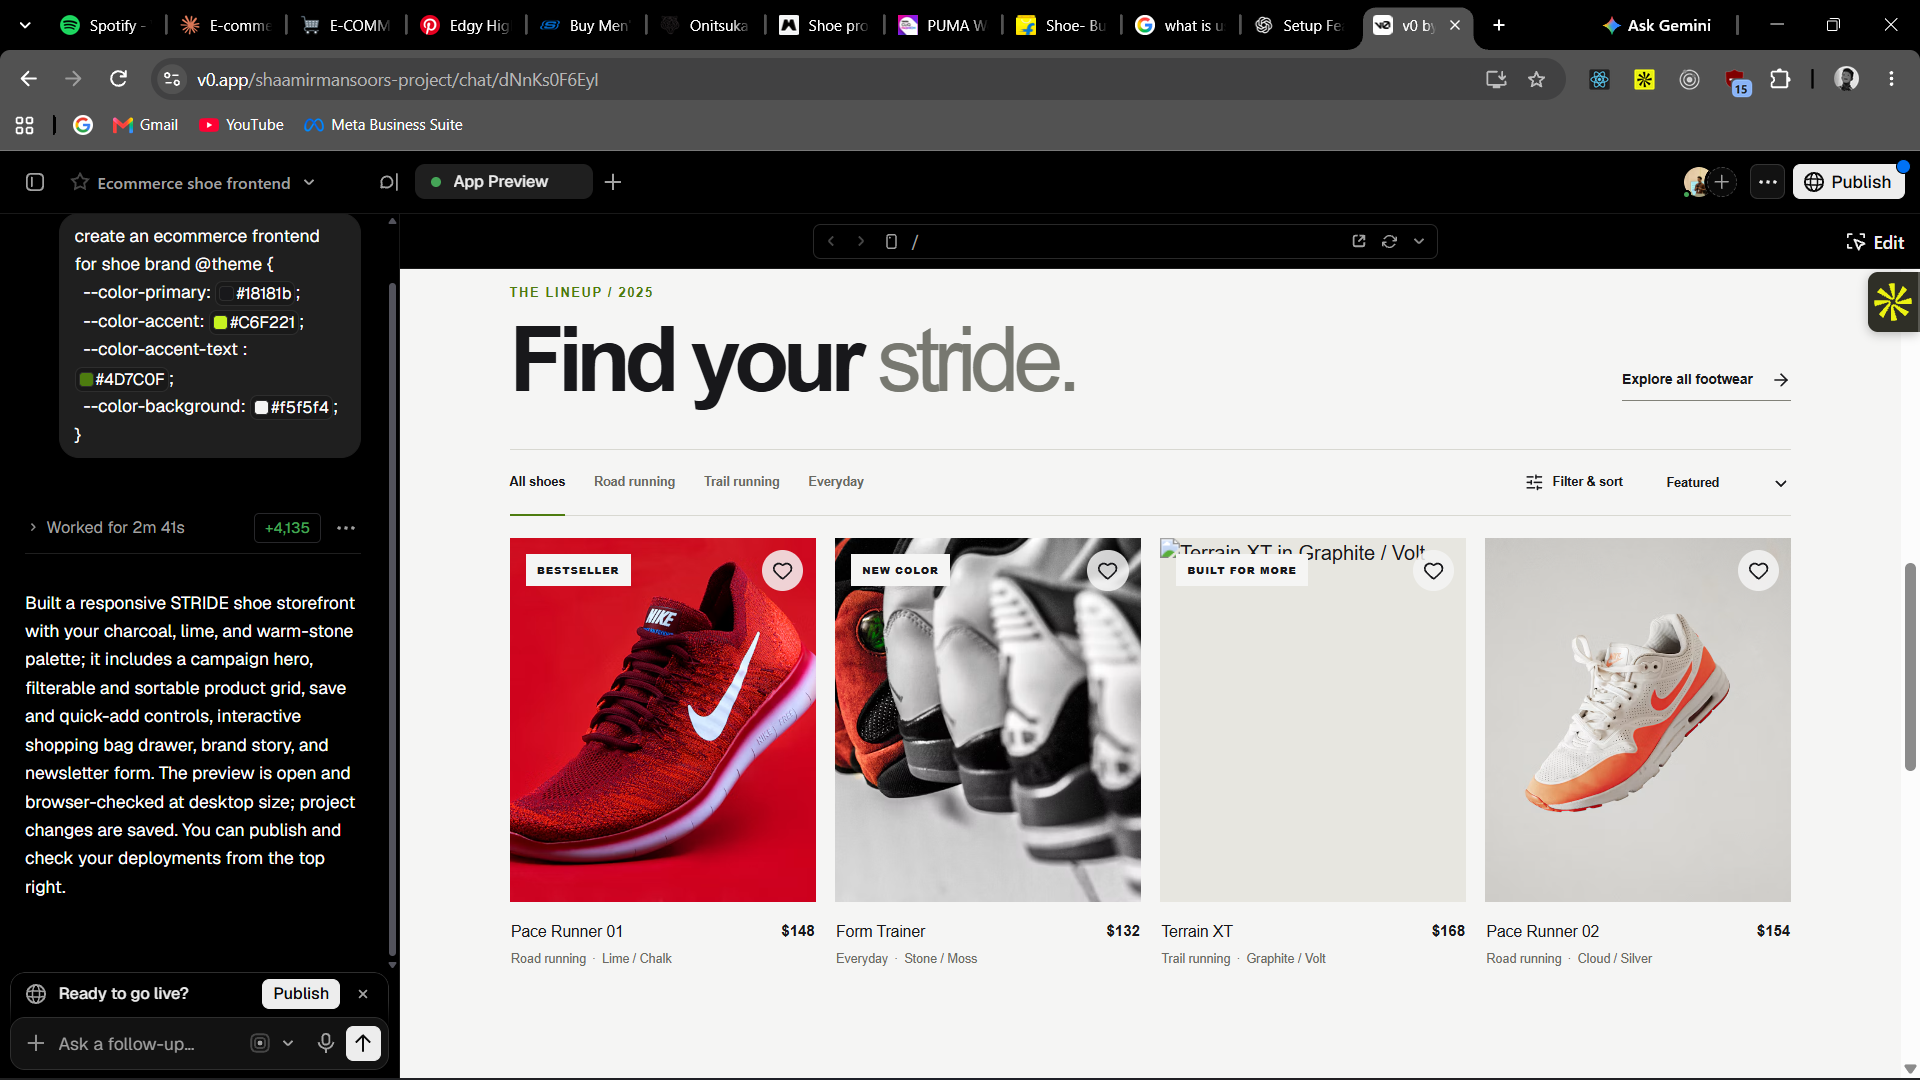 Spotify -
E-comme
E-COMM
Edgy Hig
Buy Men'
Onitsuka
Shoe pro
PUMA W
Shoe- Bu
what is u
Setup Fe
v0 by
Ask Gemini
v0.app/shaamirmansoors-project/chat/dNnKs0F6EyI
15
Gmail
YouTube
Meta Business Suite
Ecommerce shoe frontend
App Preview
Publish
create an ecommerce frontend
for shoe brand @theme {
--color-primary: #18181b ;
--color-accent: #C6F221 ;
--color-accent-text :
#4D7C0F ;
--color-background: #f5f5f4 ;
}
Worked for 2m 41s
+4,135
Built a responsive STRIDE shoe storefront
with your charcoal, lime, and warm-stone
palette; it includes a campaign hero,
filterable and sortable product grid, save
and quick-add controls, interactive
shopping bag drawer, brand story, and
newsletter form. The preview is open and
browser-checked at desktop size; project
changes are saved. You can publish and
check your deployments from the top
right.
Ready to go live?
Publish
Ask a follow-up...
/
Edit
THE LINEUP / 2025
Find your stride.
Explore all footwear
All shoes
Road running
Trail running
Everyday
Filter & sort
Featured
BESTSELLER
NIKE
NIKE FREE
NEW COLOR
Terrain XT in Graphite / Volt
BUILT FOR MORE
Pace Runner 01
$148
Road running · Lime / Chalk
Form Trainer
$132
Everyday · Stone / Moss
Terrain XT
$168
Trail running · Graphite / Volt
Pace Runner 02
$154
Road running · Cloud / Silver